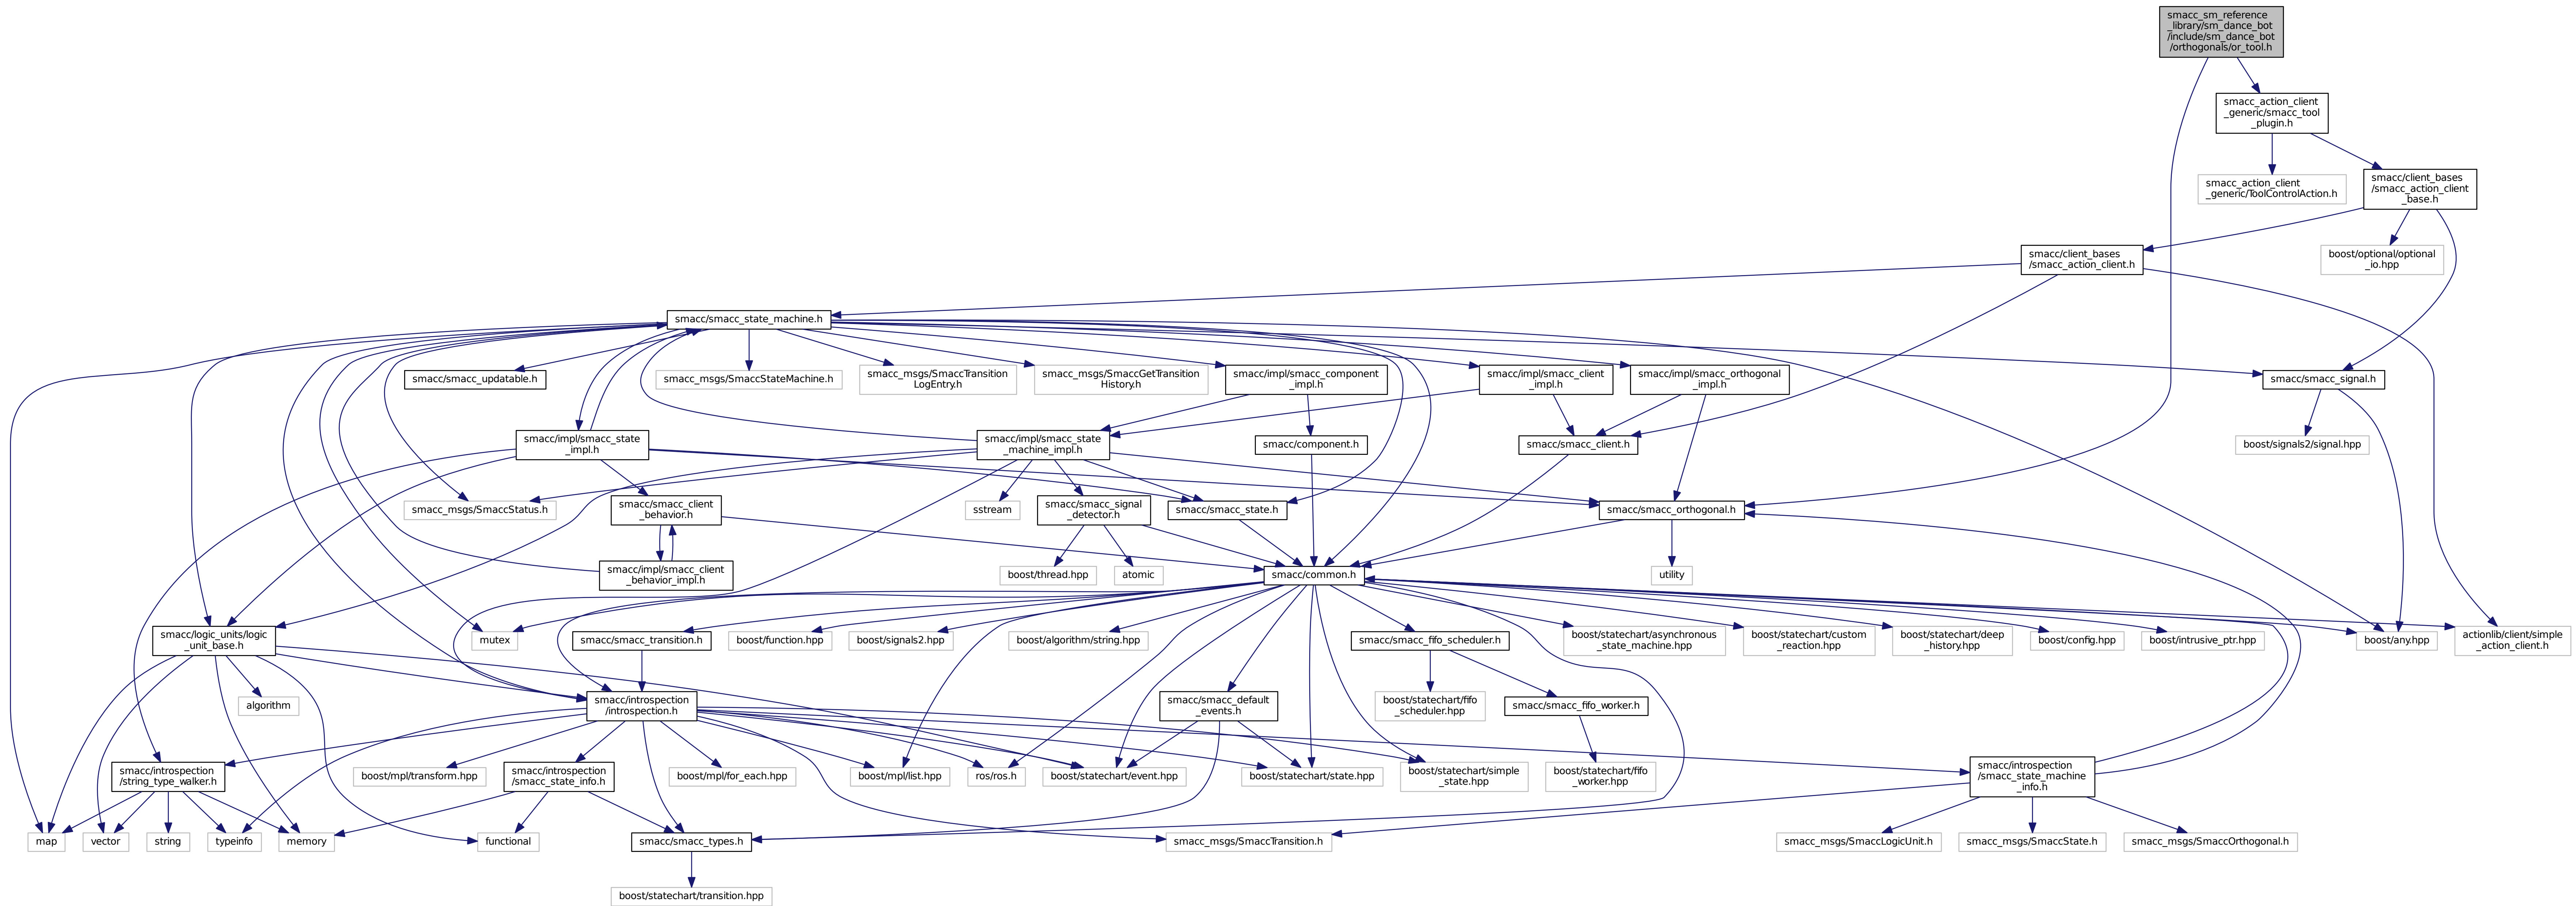 smacc_sm_reference
_library/sm_dance_bot
/include/sm_dance_bot
/orthogonals/or_tool.h
smacc_action_client
_generic/smacc_tool
_plugin.h
smacc_action_client
_generic/ToolControlAction.h
smacc/client_bases
/smacc_action_client
_base.h
smacc/client_bases
/smacc_action_client.h
boost/optional/optional
_io.hpp
smacc/smacc_state_machine.h
smacc/smacc_updatable.h
smacc_msgs/SmaccStateMachine.h
smacc_msgs/SmaccTransition
LogEntry.h
smacc_msgs/SmaccGetTransition
History.h
smacc/impl/smacc_component
_impl.h
smacc/impl/smacc_client
_impl.h
smacc/impl/smacc_orthogonal
_impl.h
smacc/smacc_signal.h
smacc/impl/smacc_state
_impl.h
smacc/impl/smacc_state
_machine_impl.h
smacc/component.h
smacc/smacc_client.h
boost/signals2/signal.hpp
smacc_msgs/SmaccStatus.h
smacc/smacc_client
_behavior.h
sstream
smacc/smacc_signal
_detector.h
smacc/smacc_state.h
smacc/smacc_orthogonal.h
smacc/impl/smacc_client
_behavior_impl.h
boost/thread.hpp
atomic
smacc/common.h
utility
smacc/logic_units/logic
_unit_base.h
mutex
smacc/smacc_transition.h
boost/function.hpp
boost/signals2.hpp
boost/algorithm/string.hpp
smacc/smacc_fifo_scheduler.h
boost/statechart/asynchronous
_state_machine.hpp
boost/statechart/custom
_reaction.hpp
boost/statechart/deep
_history.hpp
boost/config.hpp
boost/intrusive_ptr.hpp
boost/any.hpp
actionlib/client/simple
_action_client.h
algorithm
smacc/introspection
/introspection.h
smacc/smacc_default
_events.h
boost/statechart/fifo
_scheduler.hpp
smacc/smacc_fifo_worker.h
smacc/introspection
/string_type_walker.h
boost/mpl/transform.hpp
smacc/introspection
/smacc_state_info.h
boost/mpl/for_each.hpp
boost/mpl/list.hpp
ros/ros.h
boost/statechart/event.hpp
boost/statechart/state.hpp
boost/statechart/simple
_state.hpp
boost/statechart/fifo
_worker.hpp
smacc/introspection
/smacc_state_machine
_info.h
map
vector
string
typeinfo
memory
functional
smacc/smacc_types.h
smacc_msgs/SmaccTransition.h
smacc_msgs/SmaccLogicUnit.h
smacc_msgs/SmaccState.h
smacc_msgs/SmaccOrthogonal.h
boost/statechart/transition.hpp